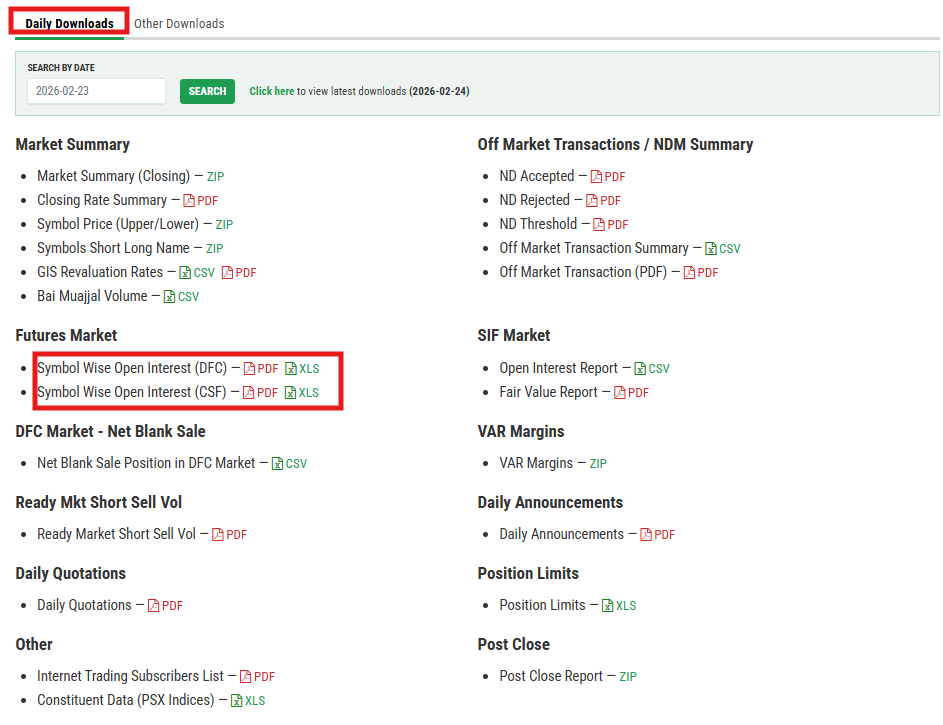 Daily Downloads Other Downloads
SEARCH BY DATE
2026-02-23 SEARCH Click here to view latest downloads (2026-02-24)
Market Summary
• Market Summary (Closing) – ZIP
• Closing Rate Summary – PDF
• Symbol Price (Upper/Lower) – ZIP
• Symbols Short Long Name – ZIP
• GIS Revaluation Rates – CSV PDF
• Bai Muajjal Volume – CSV
Off Market Transactions / NDM Summary
• ND Accepted – PDF
• ND Rejected – PDF
• ND Threshold – PDF
• Off Market Transaction Summary – CSV
• Off Market Transaction (PDF) – PDF
Futures Market
• Symbol Wise Open Interest (DFC) – PDF XLS
• Symbol Wise Open Interest (CSF) – PDF XLS
SIF Market
• Open Interest Report – CSV
• Fair Value Report – PDF
DFC Market - Net Blank Sale
• Net Blank Sale Position in DFC Market – CSV
VAR Margins
• VAR Margins – ZIP
Ready Mkt Short Sell Vol
• Ready Market Short Sell Vol – PDF
Daily Announcements
• Daily Announcements – PDF
Daily Quotations
• Daily Quotations – PDF
Position Limits
• Position Limits – XLS
Other
• Internet Trading Subscribers List – PDF
• Constituent Data (PSX Indices) – XLS
Post Close
• Post Close Report – ZIP